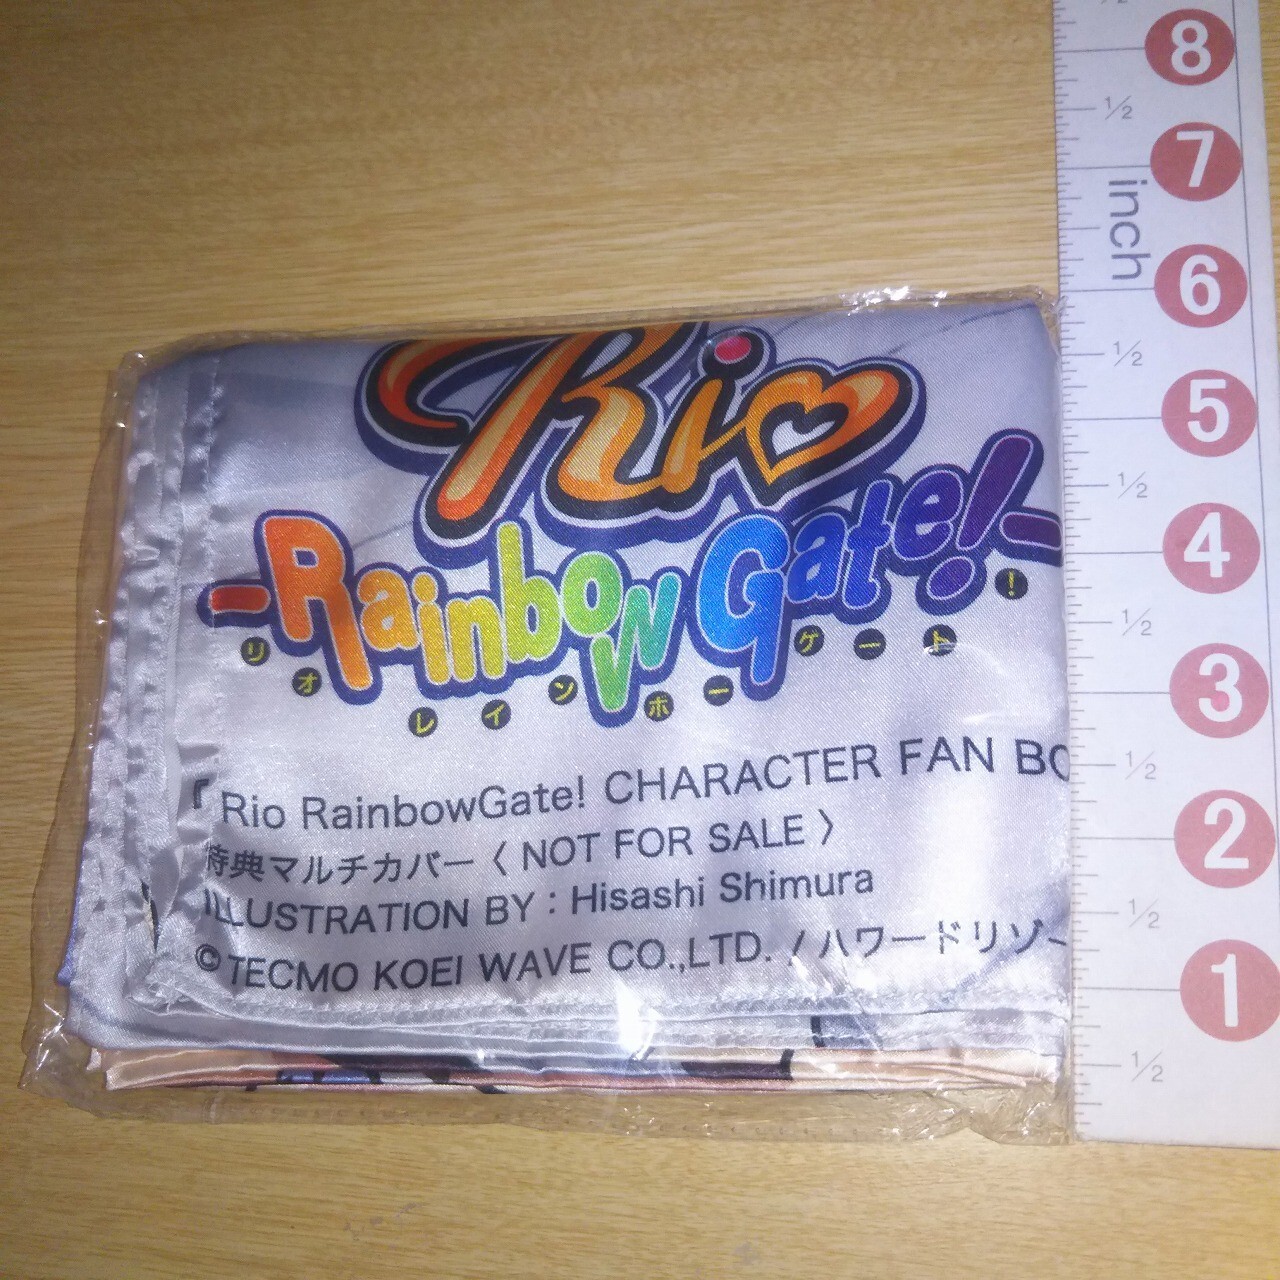 Rio
-Rainbow Gate!-
リオ レインボーゲート!
『Rio RainbowGate! CHARACTER FAN
特典マルチカバー〈 NOT FOR SALE 〉
ILLUSTRATION BY : Hisashi Shimura
©TECMO KOEI WAVE CO.,LTD. / ハワードリゾー
8
1/2
7
inch
6
1/2
5
1/2
4
1/2
3
1/2
2
1/2
1
1/2